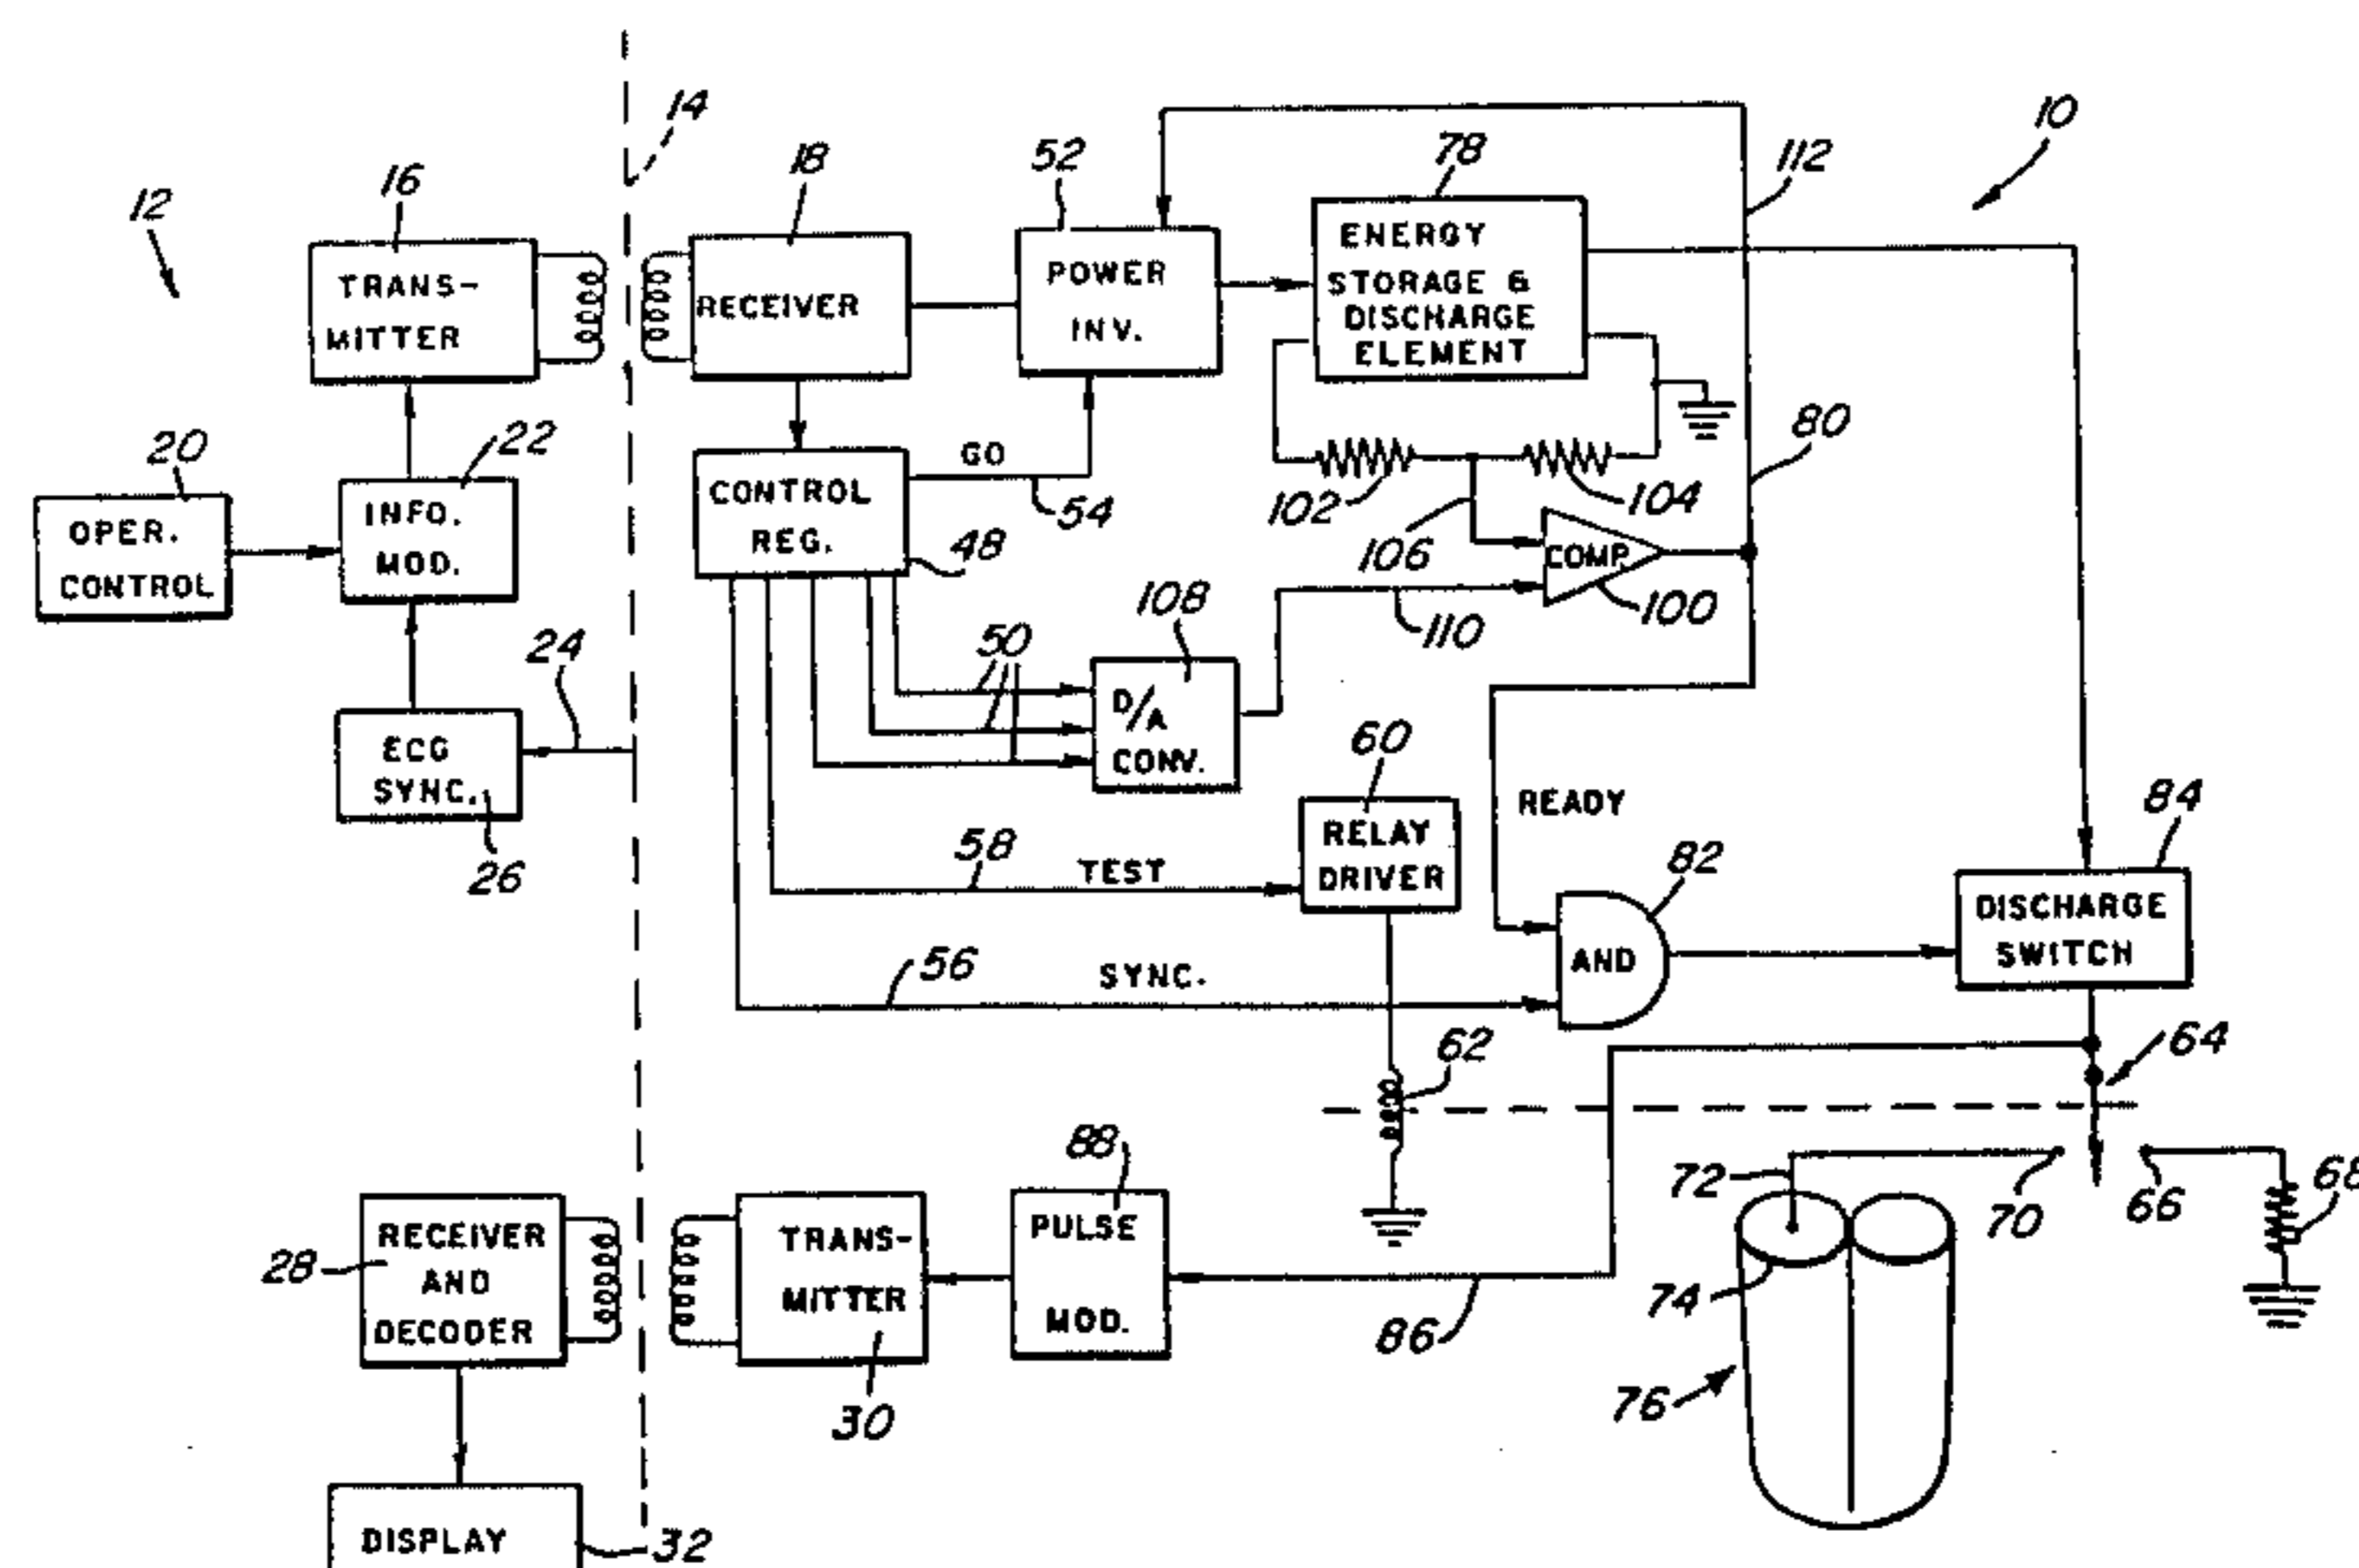 14
10
12
16
18
52
78
112
TRANS-
MITTER
RECEIVER
POWER
INV.
ENERGY
STORAGE &
DISCHARGE
ELEMENT
80
20
22
OPER.
CONTROL
INFO.
MOD.
CONTROL
REG.
GO
54
48
102
104
106
COMP.
100
110
24
ECG
SYNC.
26
50
108
D/A
CONV.
60
RELAY
DRIVER
READY
58
TEST
82
84
AND
DISCHARGE
SWITCH
56
SYNC.
62
64
88
72
70
66
68
28
RECEIVER
AND
DECODER
TRANS-
MITTER
PULSE
MOD.
74
86
76
30
DISPLAY
32